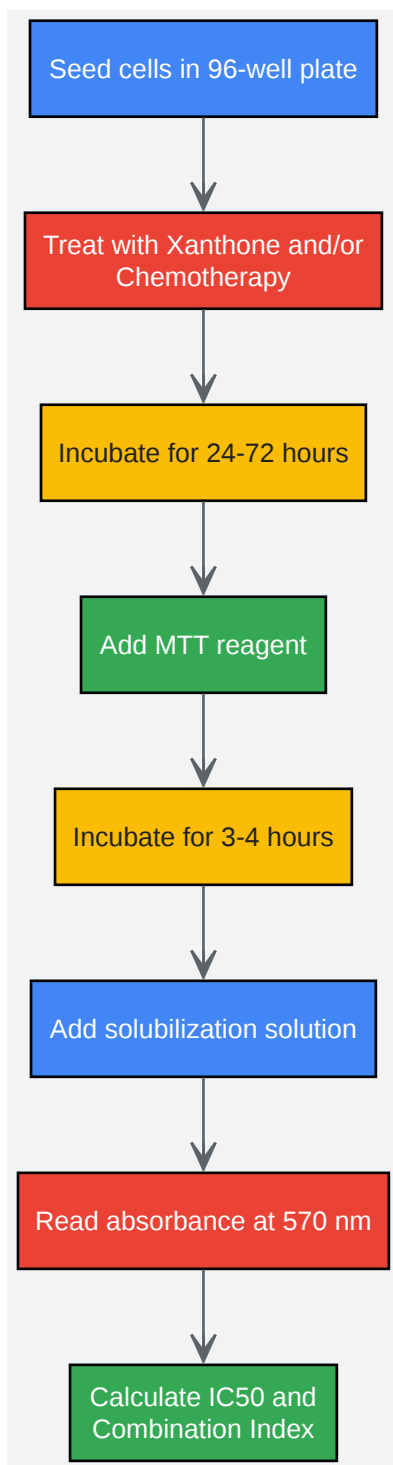 Seed cells in 96-well plate
Treat with Xanthone and/or
Chemotherapy
Incubate for 24-72 hours
Add MTT reagent
Incubate for 3-4 hours
Add solubilization solution
Read absorbance at 570 nm
Calculate IC50 and
Combination Index